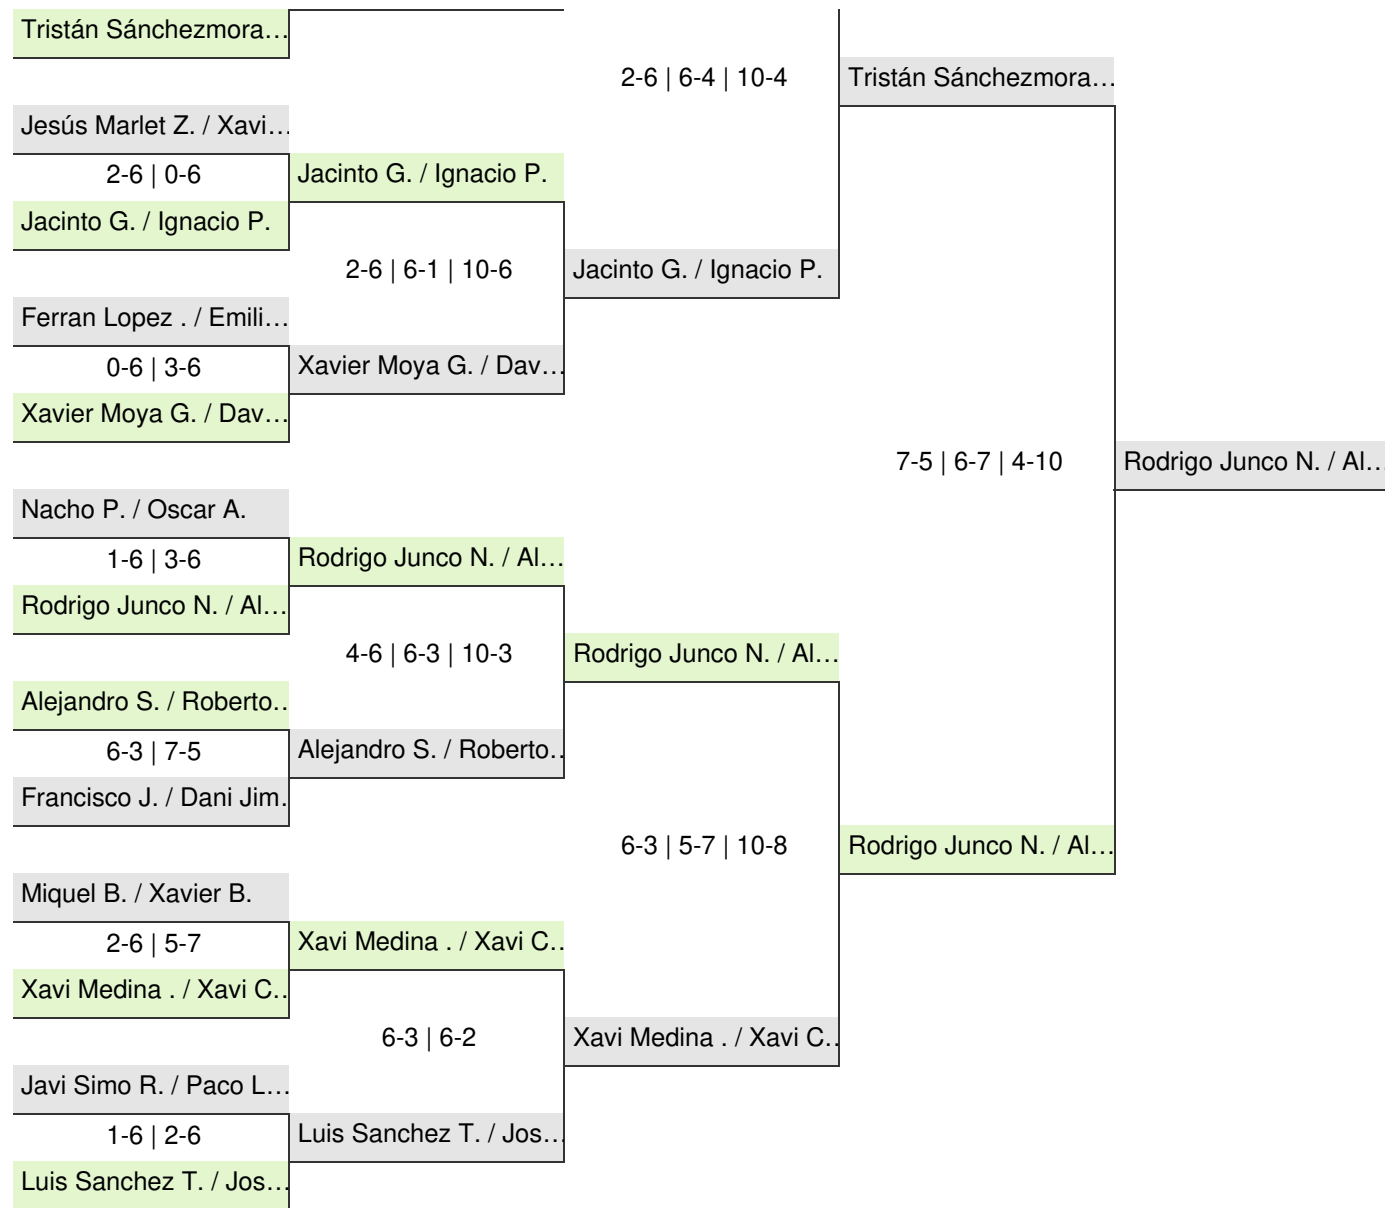 Tristán Sánchezmora…
2-6 | 6-4 | 10-4
Tristán Sánchezmora…
Jesús Marlet Z. / Xavi…
2-6 | 0-6
Jacinto G. / Ignacio P.
Jacinto G. / Ignacio P.
2-6 | 6-1 | 10-6
Jacinto G. / Ignacio P.
Ferran Lopez . / Emili…
0-6 | 3-6
Xavier Moya G. / Dav…
Xavier Moya G. / Dav…
7-5 | 6-7 | 4-10
Rodrigo Junco N. / Al…
Nacho P. / Oscar A.
1-6 | 3-6
Rodrigo Junco N. / Al…
Rodrigo Junco N. / Al…
4-6 | 6-3 | 10-3
Rodrigo Junco N. / Al…
Alejandro S. / Roberto…
6-3 | 7-5
Alejandro S. / Roberto…
Francisco J. / Dani Jim…
6-3 | 5-7 | 10-8
Rodrigo Junco N. / Al…
Miquel B. / Xavier B.
2-6 | 5-7
Xavi Medina . / Xavi C…
Xavi Medina . / Xavi C…
6-3 | 6-2
Xavi Medina . / Xavi C…
Javi Simo R. / Paco L…
1-6 | 2-6
Luis Sanchez T. / Jos…
Luis Sanchez T. / Jos…